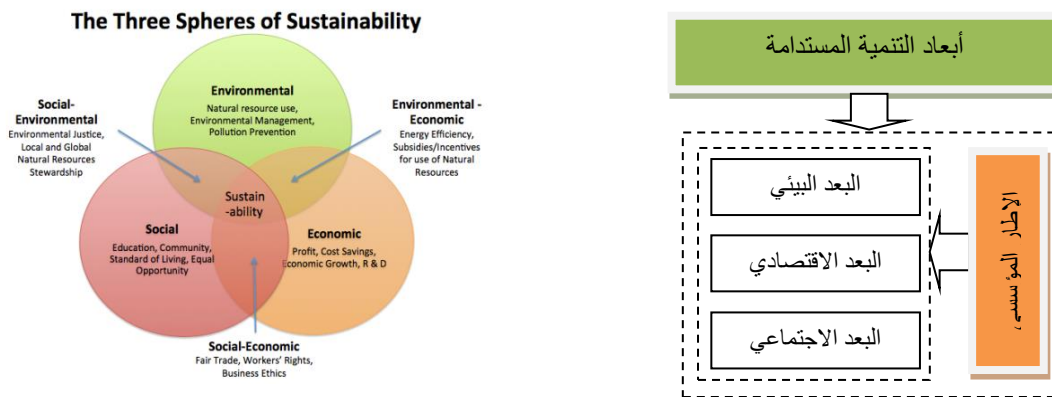 The Three Spheres of Sustainability
Environmental
Natural resource use,
Environmental Management,
Pollution Prevention
Social-
Environmental
Environmental Justice,
Local and Global
Natural Resources
Stewardship
Environmental -
Economic
Energy Efficiency,
Subsidies/Incentives
for use of Natural
Resources
Sustain
-ability
Social
Education, Community,
Standard of Living, Equal
Opportunity
Economic
Profit, Cost Savings,
Economic Growth, R & D
Social-Economic
Fair Trade, Workers' Rights,
Business Ethics
أبعاد التنمية المستدامة
البعد البيئي
البعد الاقتصادي
البعد الاجتماعي
الإطار المؤسسي